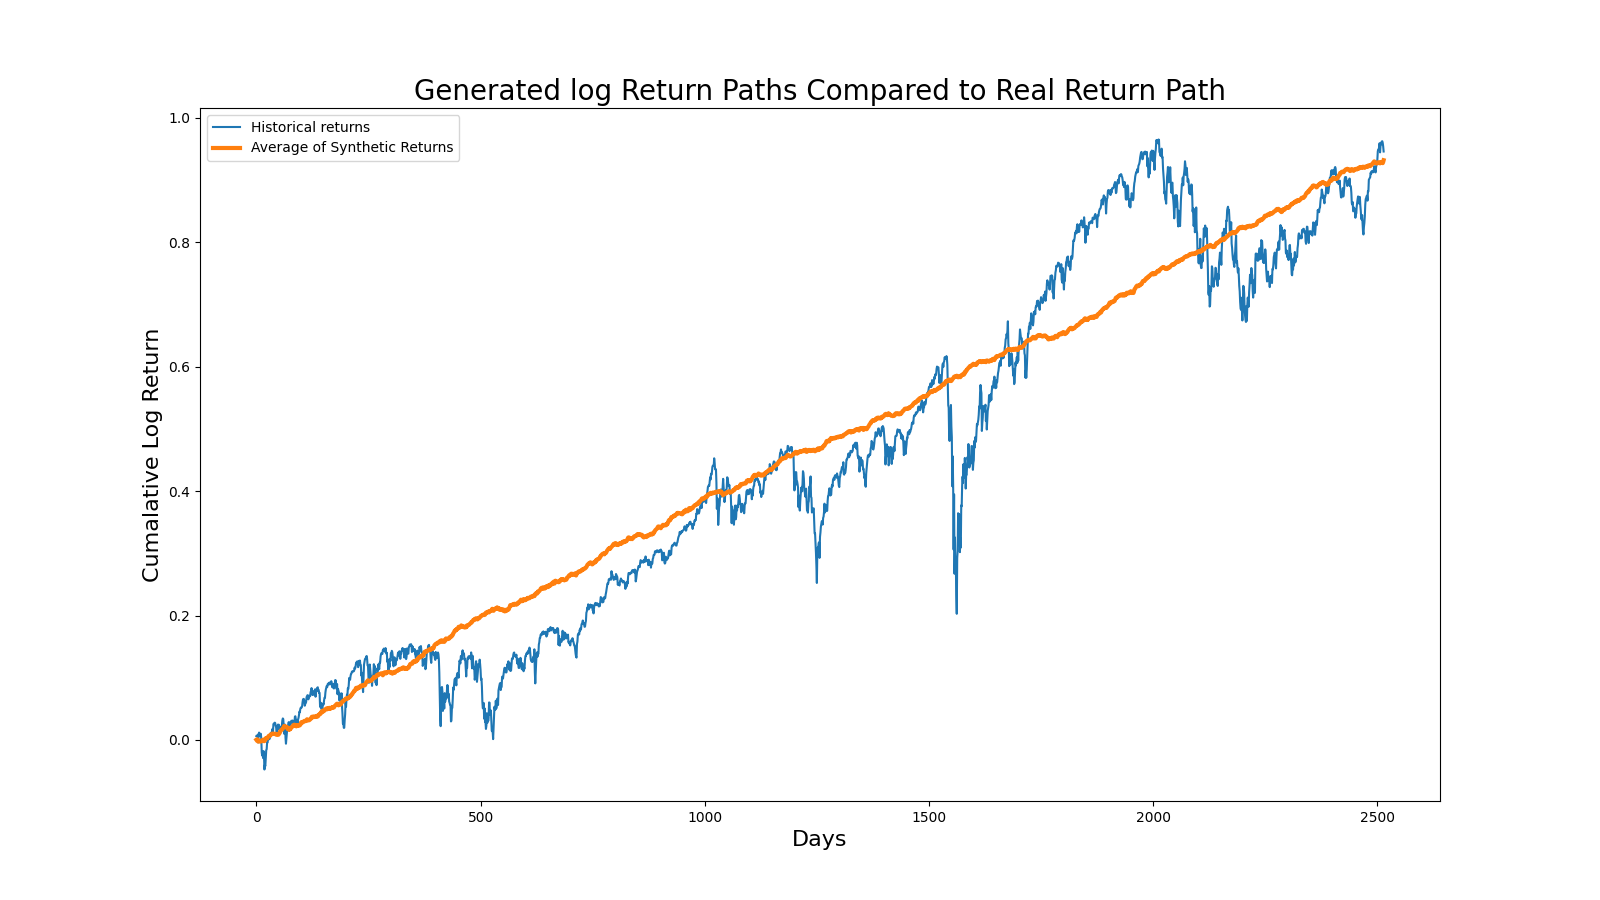 Generated log Return Paths Compared to Real Return Path
Historical returns
Average of Synthetic Returns
Cumalative Log Return
1.0
0.8
0.6
0.4
0.2
0.0
0 500 1000 1500 2000 2500
Days